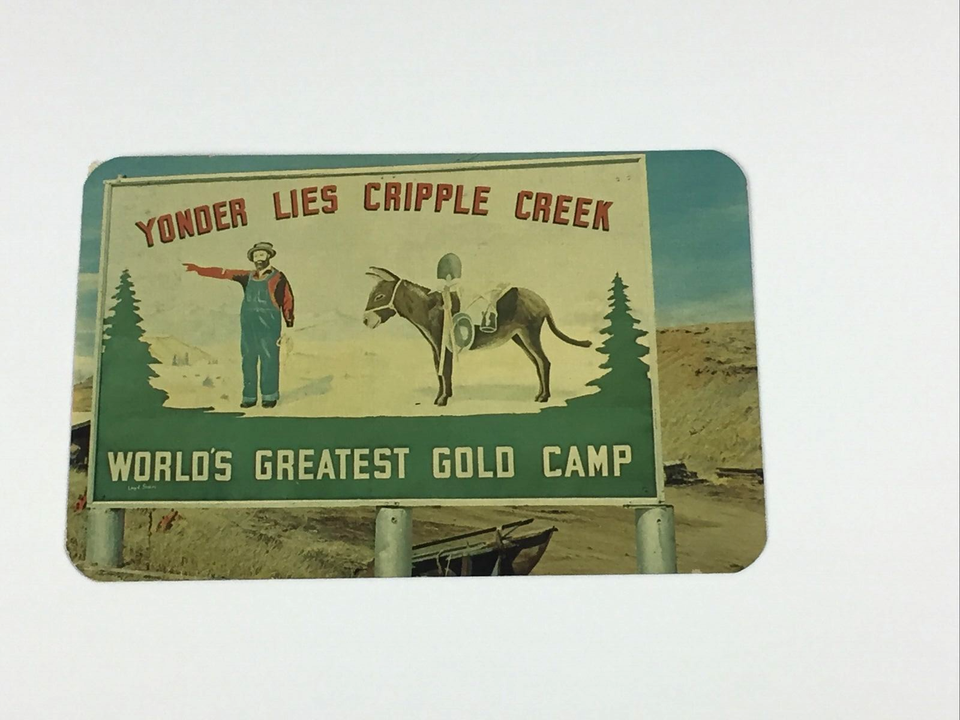 YONDER LIES CRIPPLE CREEK
WORLD'S GREATEST GOLD CAMP